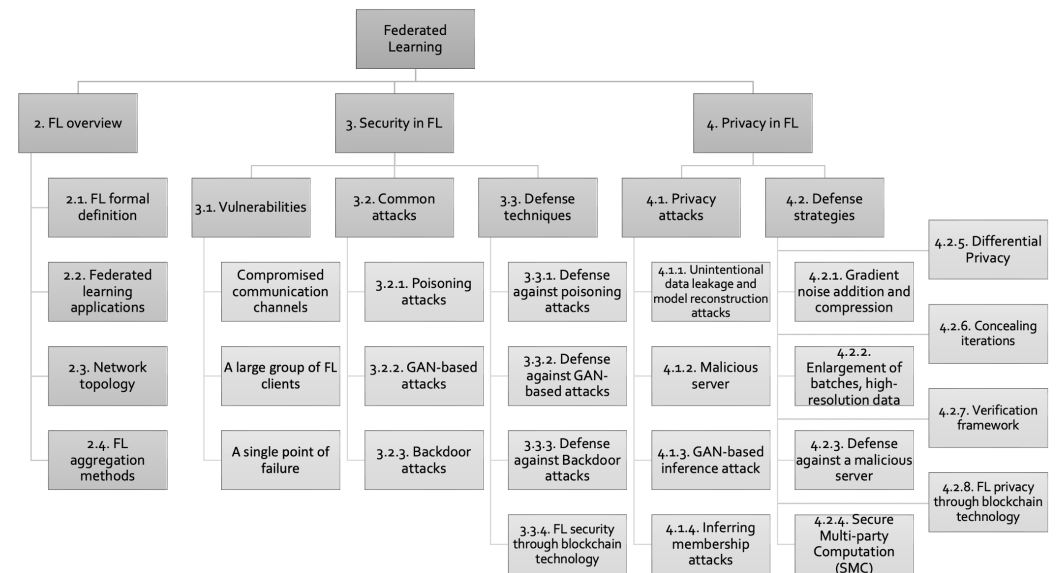 Federated
Learning
2. FL overview
3. Security in FL
4. Privacy in FL
2.1. FL formal
definition
2.2. Federated
learning
applications
2.3. Network
topology
2.4. FL
aggregation
methods
3.1. Vulnerabilities
Compromised
communication
channels
A large group of FL
clients
A single point of
failure
3.2. Common
attacks
3.2.1. Poisoning
attacks
3.2.2. GAN-based
attacks
3.2.3. Backdoor
attacks
3.3. Defense
techniques
3.3.1. Defense
against poisoning
attacks
3.3.2. Defense
against GAN-
based attacks
3.3.3. Defense
against Backdoor
attacks
3.3.4. FL security
through blockchain
technology
4.1. Privacy
attacks
4.1.1. Unintentional
data leakage and
model reconstruction
attacks
4.1.2. Malicious
server
4.1.3. GAN-based
inference attack
4.1.4. Inferring
membership
attacks
4.2. Defense
strategies
4.2.1. Gradient
noise addition and
compression
4.2.2.
Enlargement of
batches, high-
resolution data
4.2.3. Defense
against a malicious
server
4.2.4. Secure
Multi-party
Computation
(SMC)
4.2.5. Differential
Privacy
4.2.6. Concealing
iterations
4.2.7. Verification
framework
4.2.8. FL privacy
through blockchain
technology